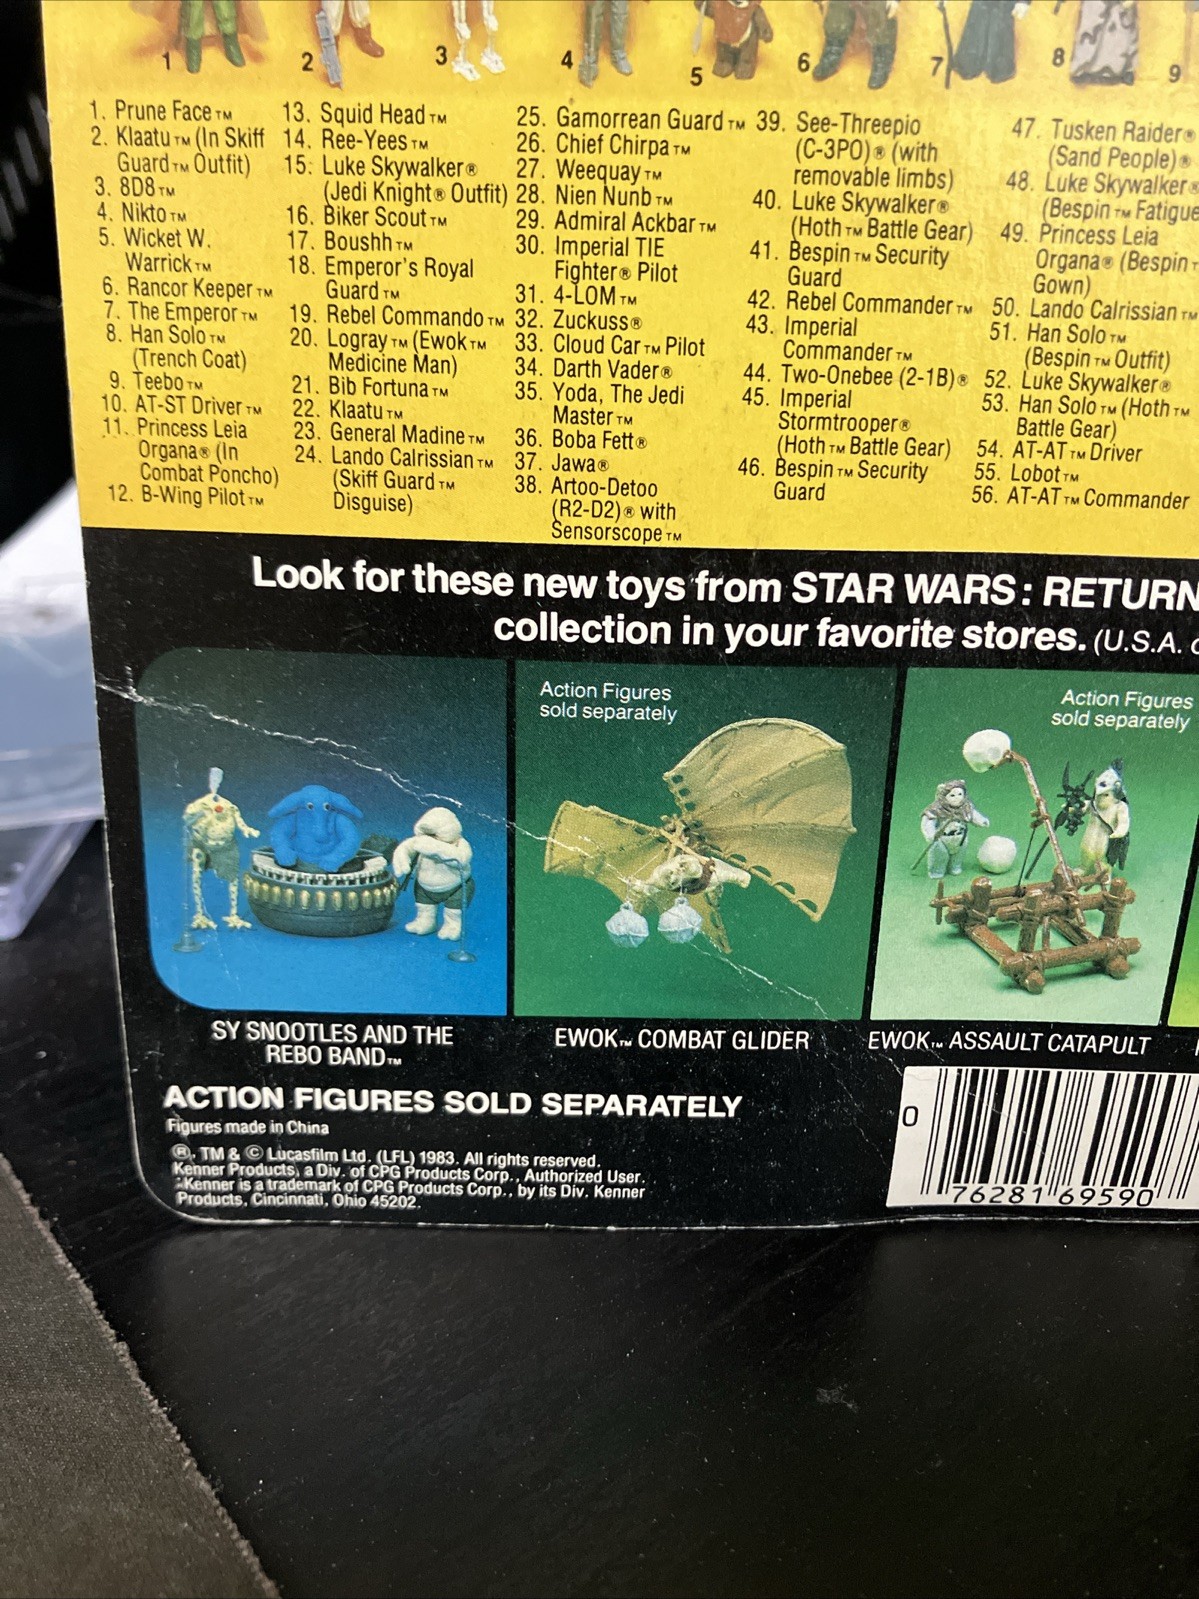 1
2
3
4
5
6
7
8
9
1. Prune Face™
2. Klaatu™ (In Skiff
Guard™ Outfit)
3. 8D8™
4. Nikto™
5. Wicket W.
Warrick™
6. Rancor Keeper™
7. The Emperor™
8. Han Solo™
(Trench Coat)
9. Teebo™
10. AT-ST Driver™
11. Princess Leia
Organa® (In
Combat Poncho)
12. B-Wing Pilot™
13. Squid Head™
14. Ree-Yees™
15. Luke Skywalker®
(Jedi Knight® Outfit)
16. Biker Scout™
17. Boushh™
18. Emperor's Royal
Guard™
19. Rebel Commando™
20. Logray™ (Ewok™
Medicine Man)
21. Bib Fortuna™
22. Klaatu™
23. General Madine™
24. Lando Calrissian™
(Skiff Guard™
Disguise)
25. Gamorrean Guard™
26. Chief Chirpa™
27. Weequay™
28. Nien Nunb™
29. Admiral Ackbar™
30. Imperial TIE
Fighter® Pilot
31. 4-LOM™
32. Zuckuss®
33. Cloud Car™ Pilot
34. Darth Vader®
35. Yoda, The Jedi
Master™
36. Boba Fett®
37. Jawa®
38. Artoo-Detoo
(R2-D2)® with
Sensorscope™
39. See-Threepio
(C-3PO)® (with
removable limbs)
40. Luke Skywalker®
(Hoth™ Battle Gear)
41. Bespin™ Security
Guard
42. Rebel Commander™
43. Imperial
Commander™
44. Two-Onebee (2-1B)®
45. Imperial
Stormtrooper®
(Hoth™ Battle Gear)
46. Bespin™ Security
Guard
47. Tusken Raider®
(Sand People)®
48. Luke Skywalker®
(Bespin™ Fatigue
49. Princess Leia
Organa® (Bespin
Gown)
50. Lando Calrissian™
51. Han Solo™
(Bespin™ Outfit)
52. Luke Skywalker®
53. Han Solo™ (Hoth™
Battle Gear)
54. AT-AT™ Driver
55. Lobot™
56. AT-AT™ Commander
Look for these new toys from STAR WARS: RETURN
collection in your favorite stores. (U.S.A.
Action Figures
sold separately
Action Figures
sold separately
SY SNOOTLES AND THE
REBO BAND™
EWOK™ COMBAT GLIDER
EWOK™ ASSAULT CATAPULT
ACTION FIGURES SOLD SEPARATELY
Figures made in China
®, TM & © Lucasfilm Ltd. (LFL) 1983. All rights reserved.
Kenner Products, a Div. of CPG Products Corp., Authorized User.
Kenner is a trademark of CPG Products Corp., by its Div. Kenner
Products, Cincinnati, Ohio 45202.
0 76281 69590